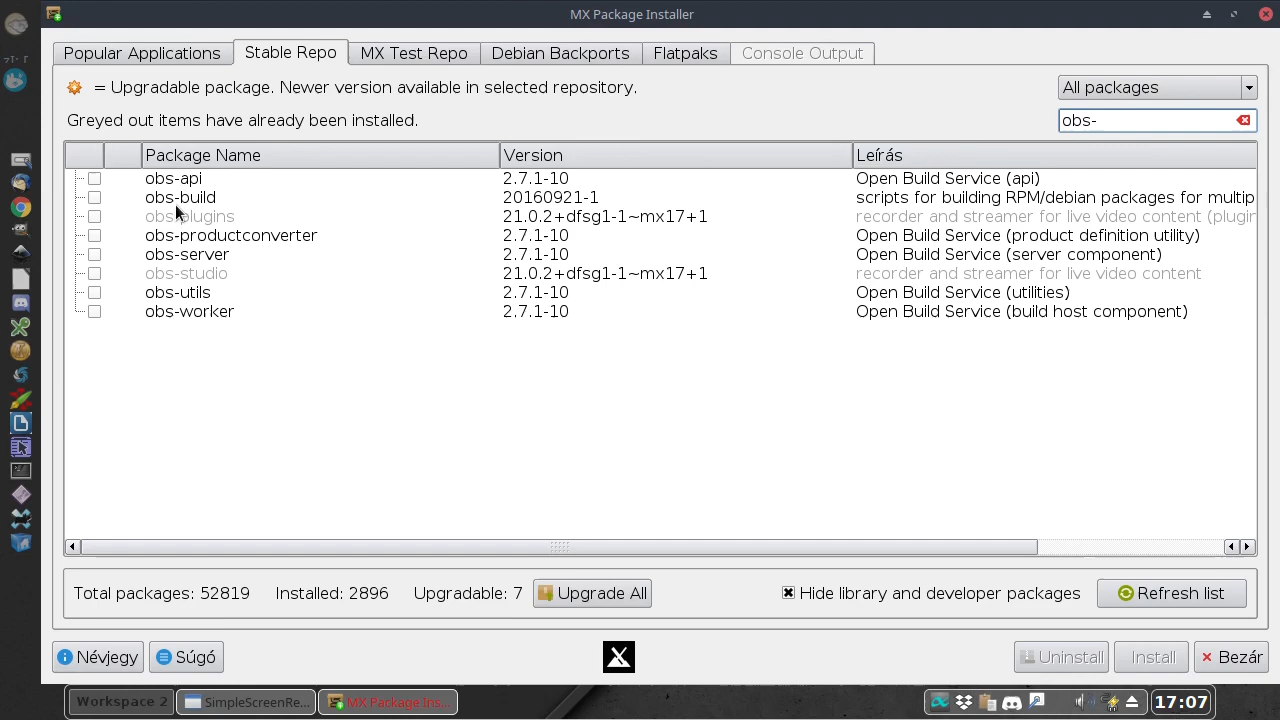 MX Package Installer
Popular Applications Stable Repo MX Test Repo Debian Backports Flatpaks Console Output
= Upgradable package. Newer version available in selected repository. All packages
Greyed out items have already been installed. obs-
Package Name Version Leírás
obs-api 2.7.1-10 Open Build Service (api)
obs-build 20160921-1 scripts for building RPM/debian packages for multip
obs-plugins 21.0.2+dfsg1-1~mx17+1 recorder and streamer for live video content (plugin
obs-productconverter 2.7.1-10 Open Build Service (product definition utility)
obs-server 2.7.1-10 Open Build Service (server component)
obs-studio 21.0.2+dfsg1-1~mx17+1 recorder and streamer for live video content
obs-utils 2.7.1-10 Open Build Service (utilities)
obs-worker 2.7.1-10 Open Build Service (build host component)
Total packages: 52819 Installed: 2896 Upgradable: 7 Upgrade All Hide library and developer packages Refresh list
Névjegy Súgó Uninstall Install Bezár
Workspace 2 SimpleScreenRe... MX Package Ins... 17:07